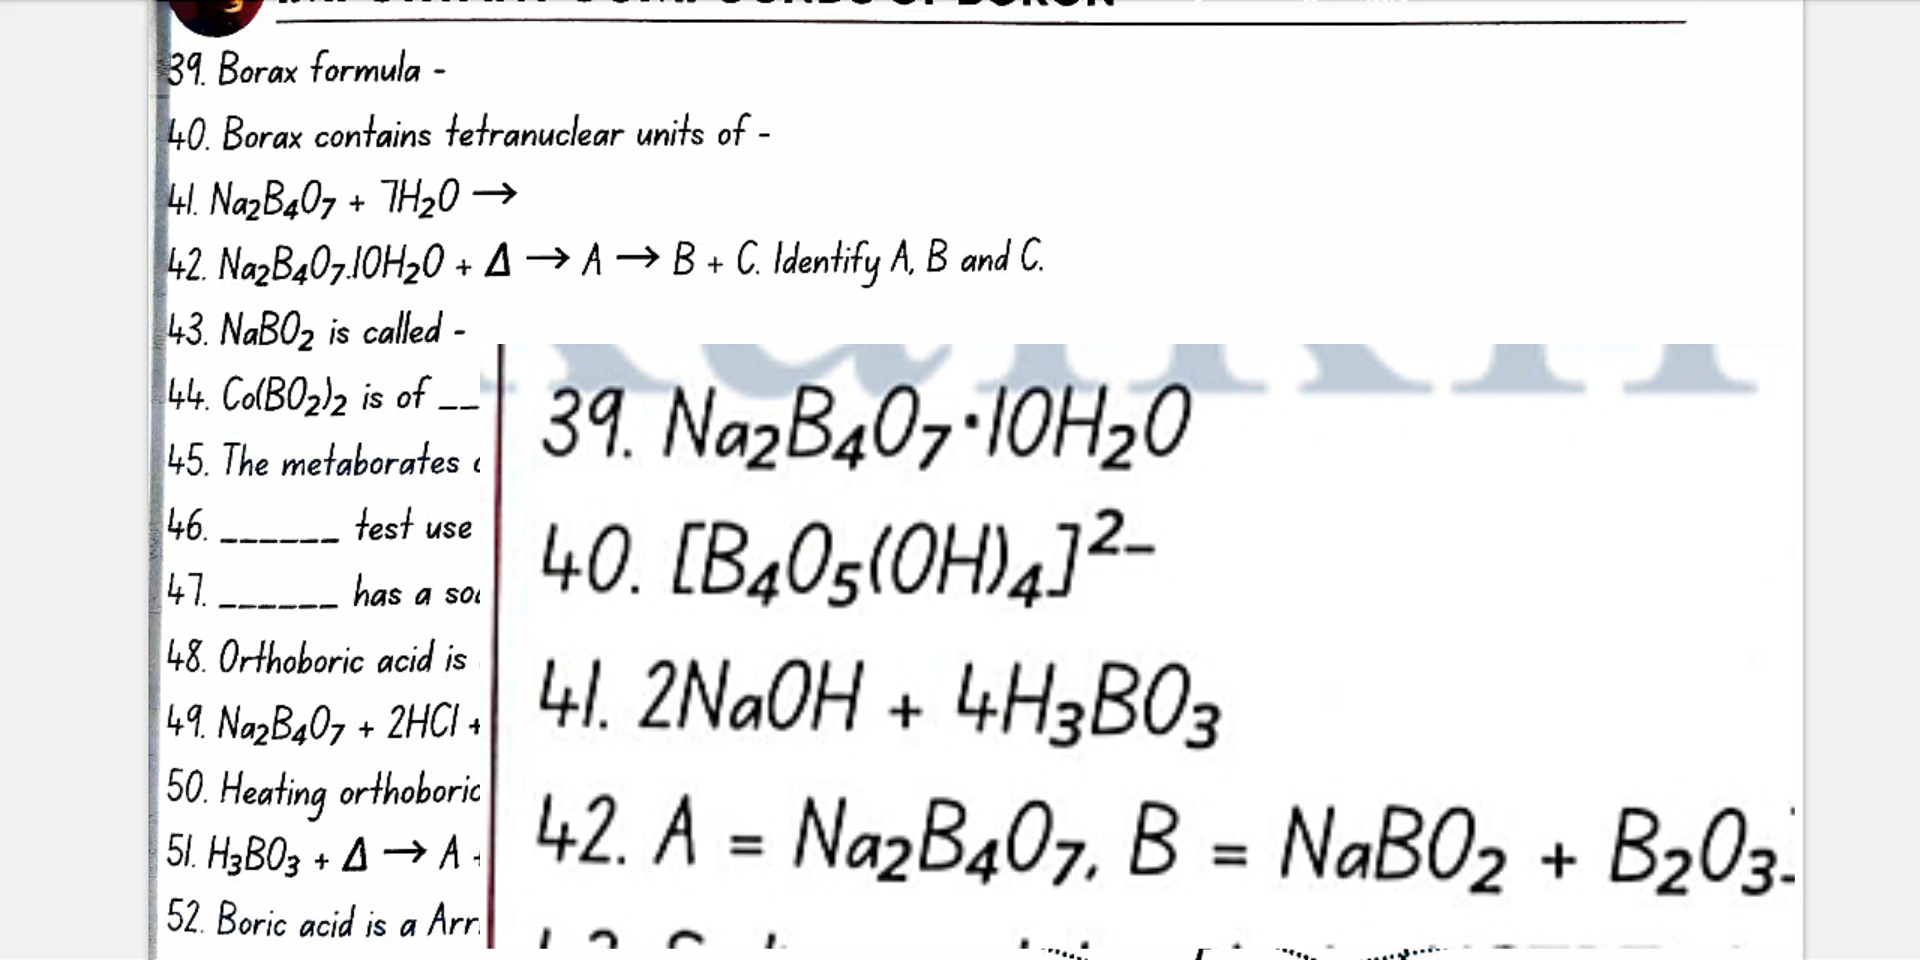 39. Borax formula -
40. Borax contains tetranuclear units of -
41. Na₂B₄O₇ + 7H₂O →
42. Na₂B₄O₇.10H₂O + Δ → A → B + C. Identify A, B and C.
43. NaBO₂ is called -
44. Co(BO₂)₂ is of __
45. The metaborates
46. ______ test use
47. ______ has a
48. Orthoboric acid is
49. Na₂B₄O₇ + 2HCl +
50. Heating orthoboric
51. H₃BO₃ + Δ → A
52. Boric acid is a
39. Na₂B₄O₇·10H₂O
40. [B₄O₅(OH)₄]²⁻
41. 2NaOH + 4H₃BO₃
42. A = Na₂B₄O₇, B = NaBO₂ + B₂O₃